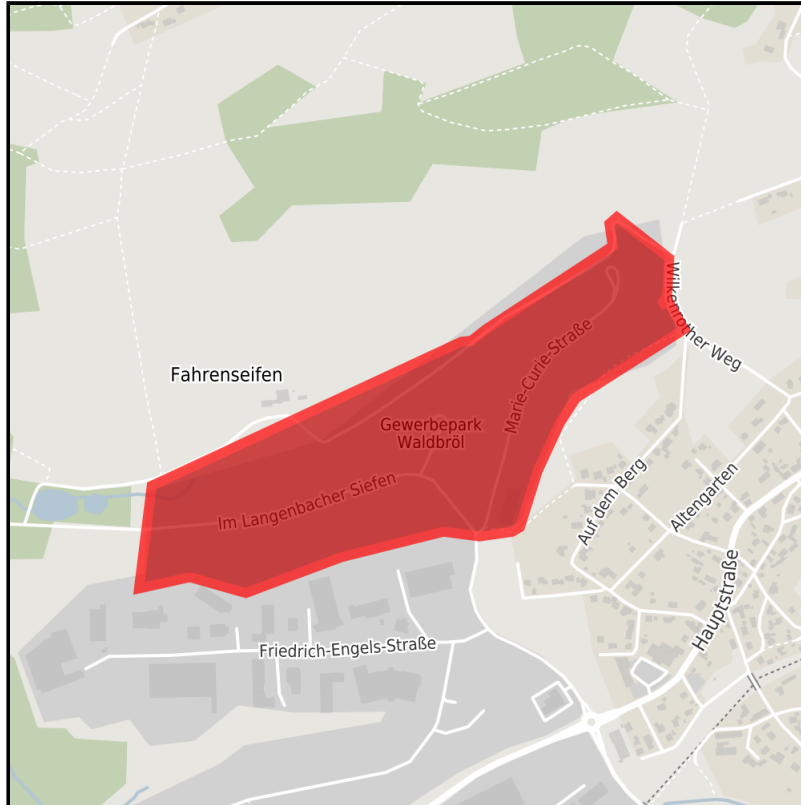 Wilkenrother Weg
Marie-Curie-Straße
Fahrenseifen
Gewerbepark
Waldbröl
Im Langenbacher Siefen
Auf dem Berg
Altengarten
Hauptstraße
Friedrich-Engels-Straße